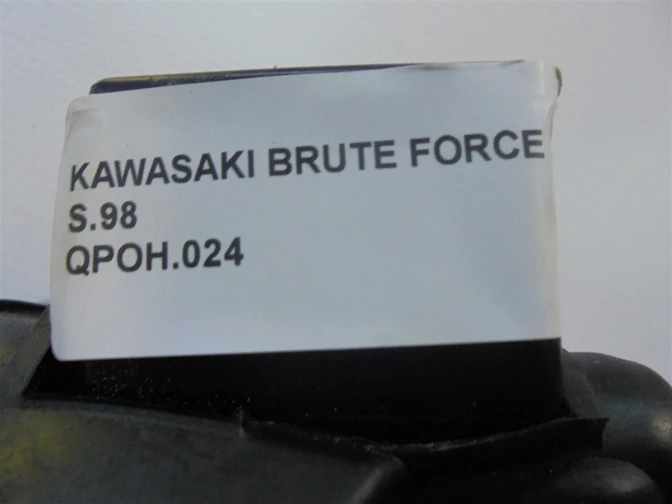 KAWASAKI BRUTE FORCE
S.98
QPOH.024